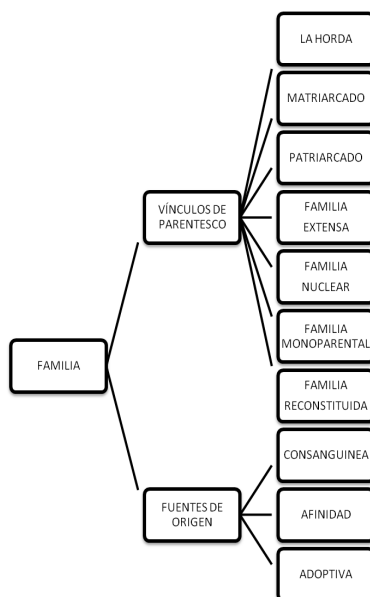 LA HORDA
MATRIARCADO
PATRIARCADO
VÍNCULOS DE
PARENTESCO
FAMILIA
EXTENSA
FAMILIA
NUCLEAR
FAMILIA
MONOPARENTAL
FAMILIA
FAMILIA
RECONSTITUIDA
CONSANGUINEA
FUENTES DE
ORIGEN
AFINIDAD
ADOPTIVA